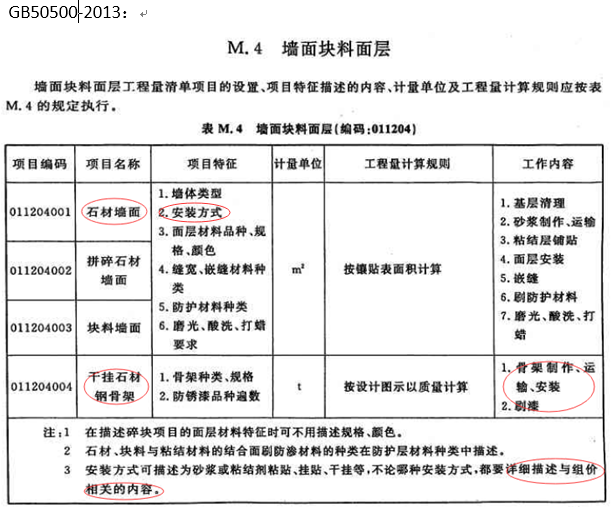 GB50500-2013：
M.4 墙面块料面层
墙面块料面层工程量清单项目的设置、项目特征描述的内容、计量单位及工程量计算规则应按表
M.4 的规定执行。
表 M.4 墙面块料面层(编码:011204)
项目编码 项目名称 项目特征 计量单位 工程量计算规则 工作内容
011204001
石材墙面
011204002
拼碎石材
墙面
011204003
块料墙面
1. 墙体类型
2. 安装方式
3. 面层材料品种、规
格、颜色
4. 缝宽、嵌缝材料种
类
5. 防护材料种类
6. 磨光、酸洗、打蜡
要求
m²
按镶贴表面积计算
1. 基层清理
2. 砂浆制作、运输
3. 粘结层铺贴
4. 面层安装
5. 嵌缝
6. 刷防护材料
7. 磨光、酸洗、打
蜡
011204004
干挂石材
钢骨架
1. 骨架种类、规格
2. 防锈漆品种遍数
t
按设计图示以质量计算
1. 骨架制作、运
输、安装
2. 刷漆
注:1 在描述碎块项目的面层材料特征时可不用描述规格、颜色。
2 石材、块料与粘结材料的结合面刷防渗材料的种类在防护层材料种类中描述。
3 安装方式可描述为砂浆或粘结剂粘贴、挂贴、干挂等,不论哪种安装方式,都要详细描述与组价
相关的内容。